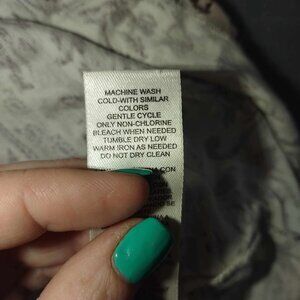 MACHINE WASH
COLD-WITH SIMILAR
COLORS
GENTLE CYCLE
ONLY NON-CHLORINE
BLEACH WHEN NEEDED
TUMBLE DRY LOW
WARM IRON AS NEEDED
DO NOT DRY CLEAN
CON